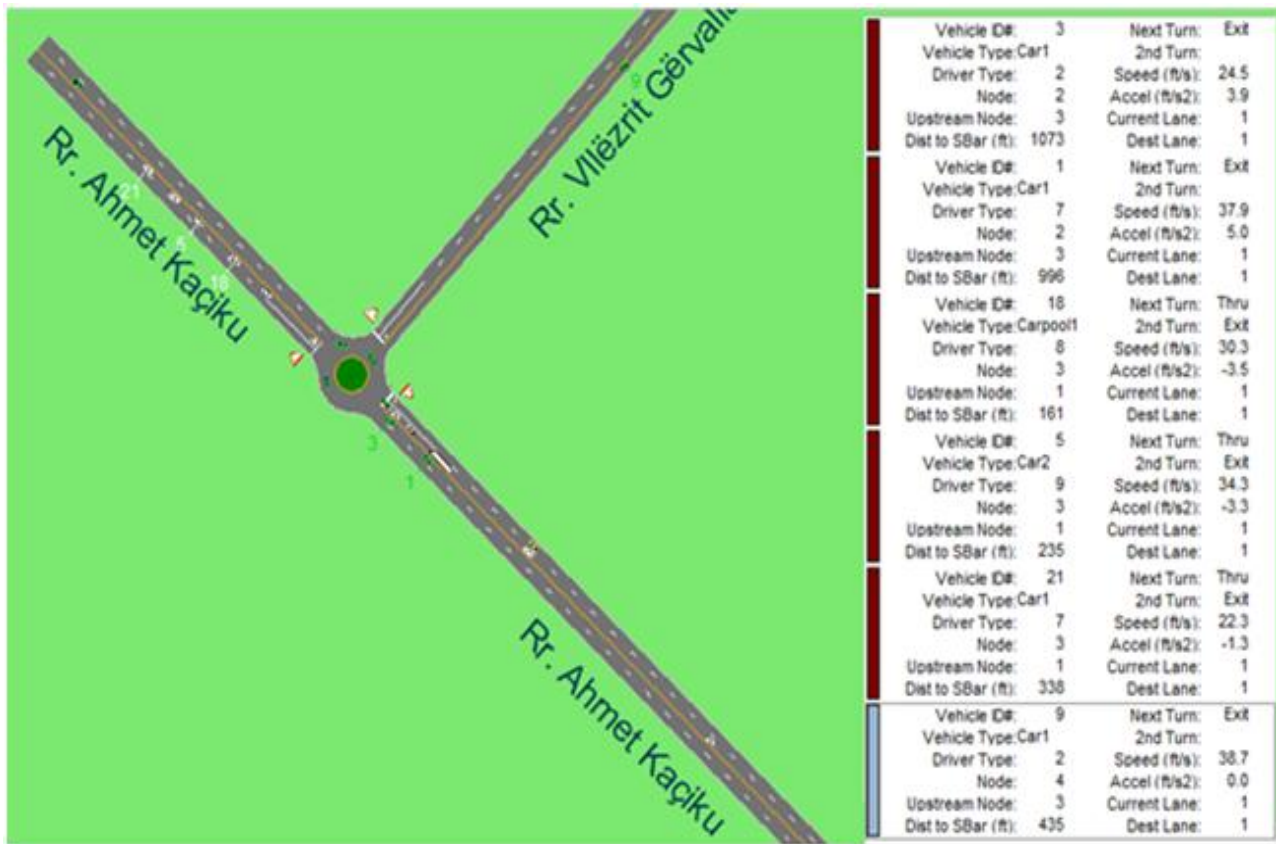 Rr. Ahmet Kaçiku
Rr. Vllëzrit Gërvalla
Rr. Ahmet Kaçiku
9
21
5
18
3
1
Vehicle ID#: 3 Next Turn: Exit
Vehicle Type: Car1 2nd Turn:
Driver Type: 2 Speed (ft/s): 24.5
Node: 2 Accel (ft/s2): 3.9
Upstream Node: 3 Current Lane: 1
Dist to SBar (ft): 1073 Dest Lane: 1
Vehicle ID#: 1 Next Turn: Exit
Vehicle Type: Car1 2nd Turn:
Driver Type: 7 Speed (ft/s): 37.9
Node: 2 Accel (ft/s2): 5.0
Upstream Node: 3 Current Lane: 1
Dist to SBar (ft): 996 Dest Lane: 1
Vehicle ID#: 18 Next Turn: Thru
Vehicle Type: Carpool1 2nd Turn: Exit
Driver Type: 8 Speed (ft/s): 30.3
Node: 3 Accel (ft/s2): -3.5
Upstream Node: 1 Current Lane: 1
Dist to SBar (ft): 161 Dest Lane: 1
Vehicle ID#: 5 Next Turn: Thru
Vehicle Type: Car2 2nd Turn: Exit
Driver Type: 9 Speed (ft/s): 34.3
Node: 3 Accel (ft/s2): -3.3
Upstream Node: 1 Current Lane: 1
Dist to SBar (ft): 235 Dest Lane: 1
Vehicle ID#: 21 Next Turn: Thru
Vehicle Type: Car1 2nd Turn: Exit
Driver Type: 7 Speed (ft/s): 22.3
Node: 3 Accel (ft/s2): -1.3
Upstream Node: 1 Current Lane: 1
Dist to SBar (ft): 338 Dest Lane: 1
Vehicle ID#: 9 Next Turn: Exit
Vehicle Type: Car1 2nd Turn:
Driver Type: 2 Speed (ft/s): 38.7
Node: 4 Accel (ft/s2): 0.0
Upstream Node: 3 Current Lane: 1
Dist to SBar (ft): 435 Dest Lane: 1